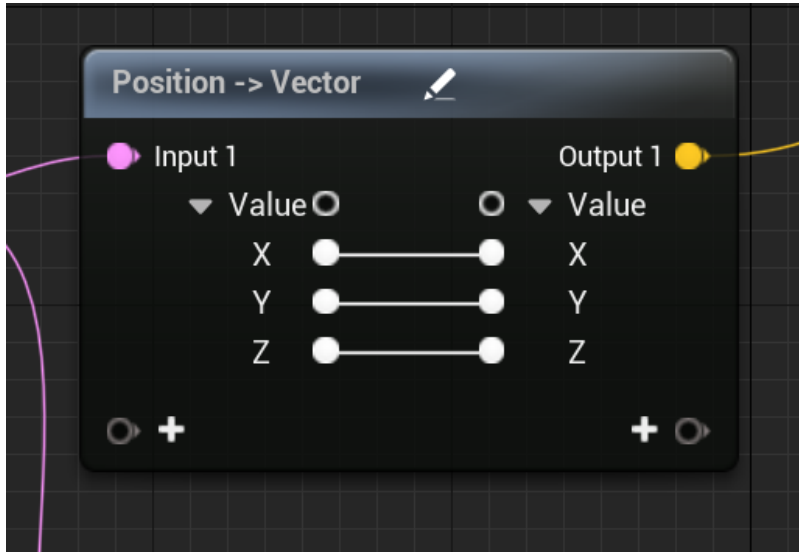 Position -> Vector
Input 1 Output 1
Value Value
X X
Y Y
Z Z